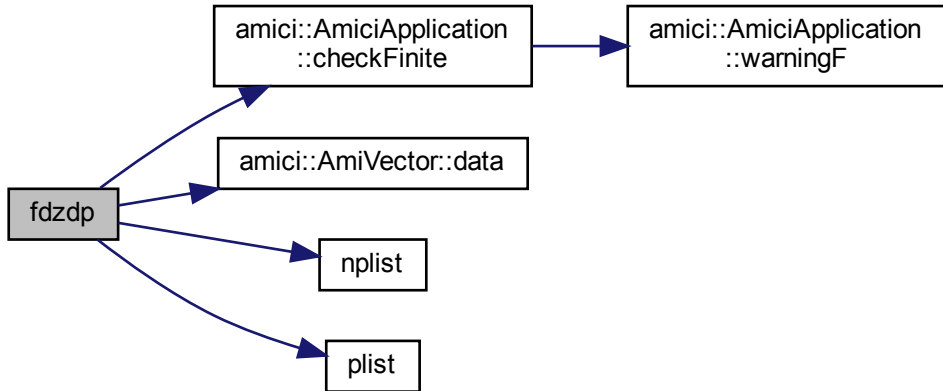 amici::AmiciApplication
::checkFinite
amici::AmiciApplication
::warningF
amici::AmiVector::data
fdzdp
nplist
plist